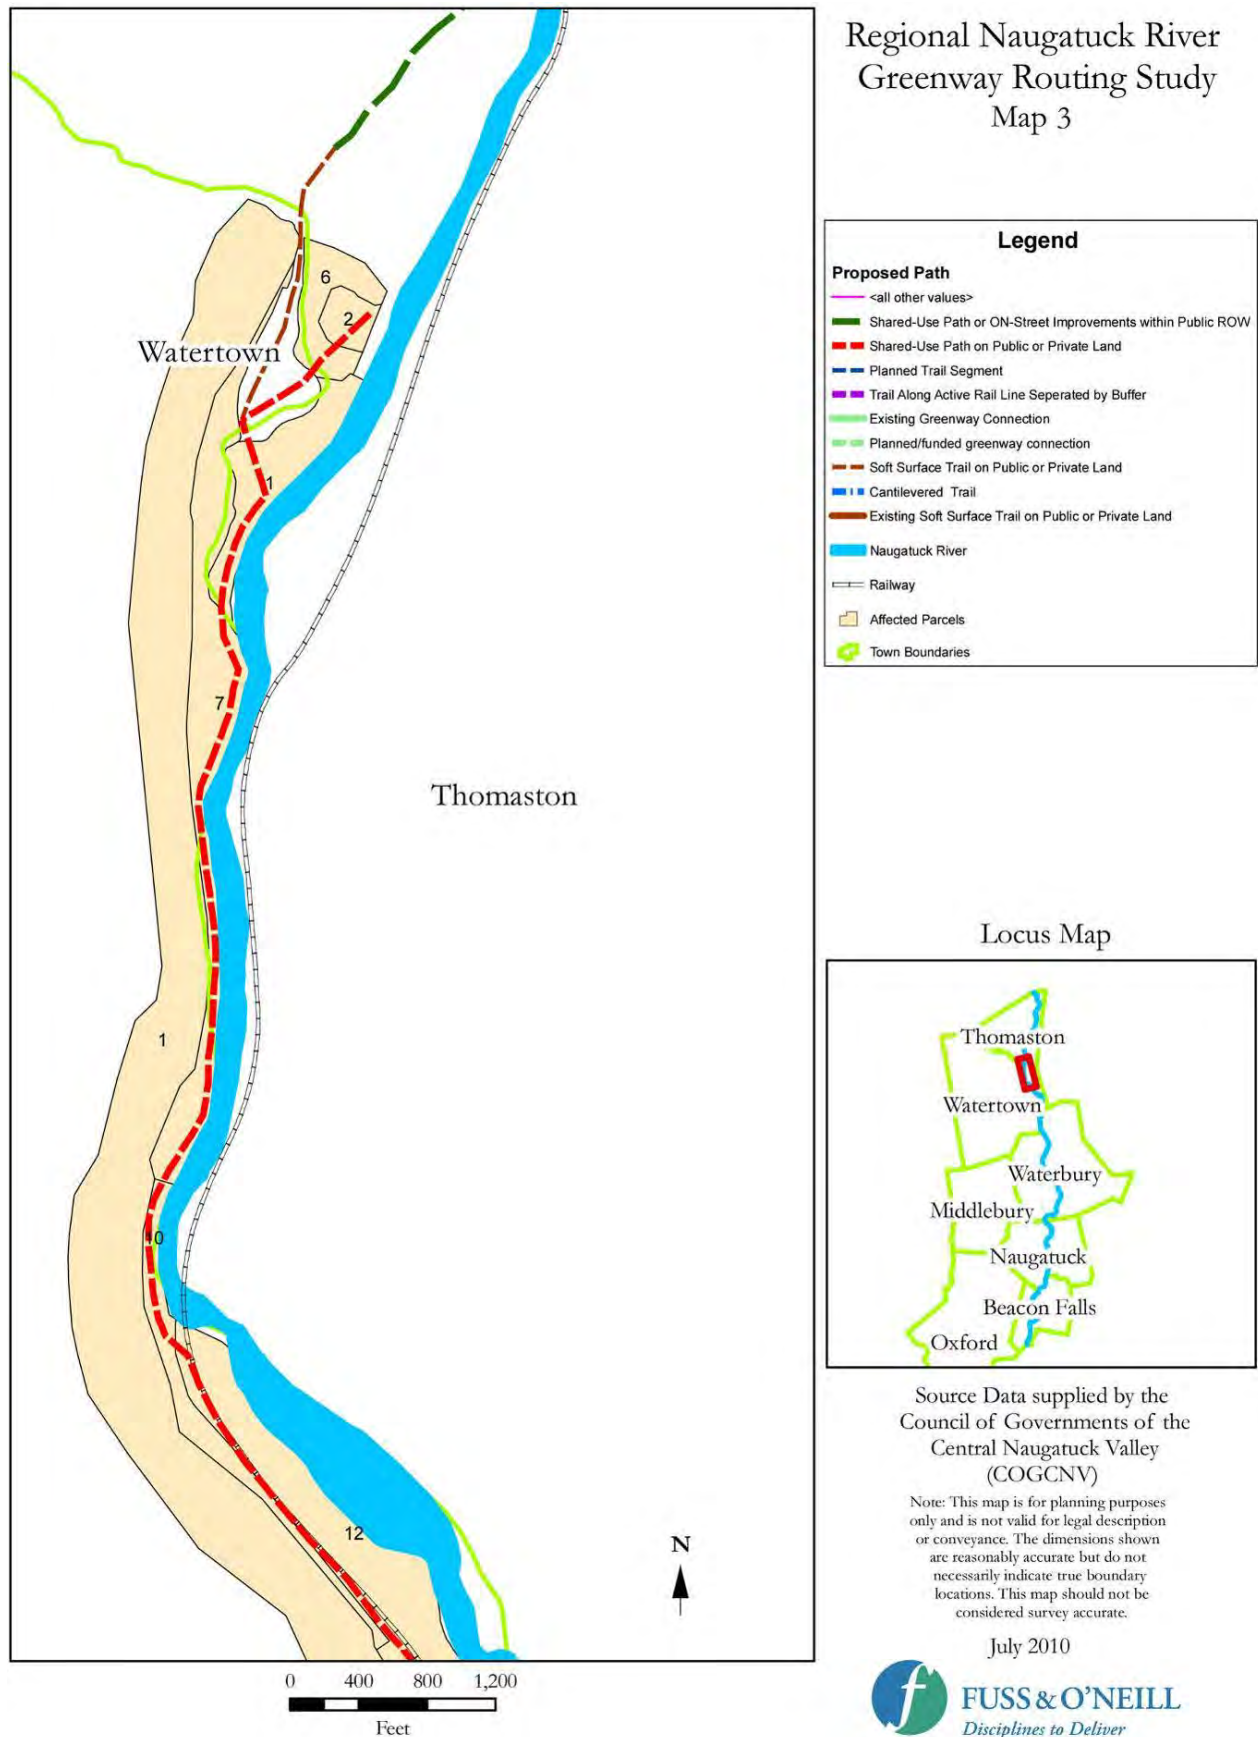 Regional Naugatuck River
Greenway Routing Study
Map 3
Legend
Proposed Path
<all other values>
Shared-Use Path or ON-Street Improvements within Public ROW
Shared-Use Path on Public or Private Land
Planned Trail Segment
Trail Along Active Rail Line Seperated by Buffer
Existing Greenway Connection
Planned/funded greenway connection
Soft Surface Trail on Public or Private Land
Cantilevered Trail
Existing Soft Surface Trail on Public or Private Land
Naugatuck River
Railway
Affected Parcels
Town Boundaries
6
2
Watertown
1
7
Thomaston
1
10
12
N
0 400 800 1,200
Feet
Locus Map
Thomaston
Watertown
Waterbury
Middlebury
Naugatuck
Beacon Falls
Oxford
Source Data supplied by the
Council of Governments of the
Central Naugatuck Valley
(COGCNV)
Note: This map is for planning purposes
only and is not valid for legal description
or conveyance. The dimensions shown
are reasonably accurate but do not
necessarily indicate true boundary
locations. This map should not be
considered survey accurate.
July 2010
f
FUSS & O'NEILL
Disciplines to Deliver